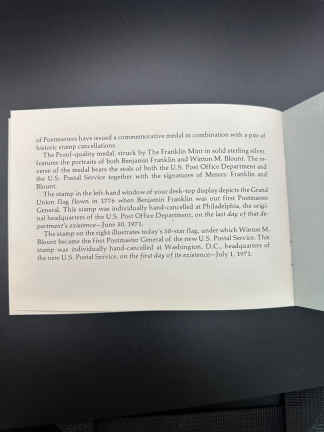 of Postmasters have issued a commemorative medal in combination with a pair of
historic stamp cancellations.
The Proof-quality medal, struck by The Franklin Mint in solid sterling silver,
features the portraits of both Benjamin Franklin and Winton M. Blount. The re-
verse of the medal bears the seals of both the U.S. Post Office Department and
the U.S. Postal Service together with the signatures of Messrs. Franklin and
Blount.
The stamp in the left-hand window of your desk-top display depicts the Grand
Union flag flown in 1776 when Benjamin Franklin was our first Postmaster
General. This stamp was individually hand-cancelled at Philadelphia, the origi-
nal headquarters of the U.S. Post Office Department, on the last day of that de-
partment's existence—June 30, 1971.
The stamp on the right illustrates today's 50-star flag, under which Winton M.
Blount became the first Postmaster General of the new U.S. Postal Service. This
stamp was individually hand-cancelled at Washington, D.C., headquarters of
the new U.S. Postal Service, on the first day of its existence—July 1, 1971.